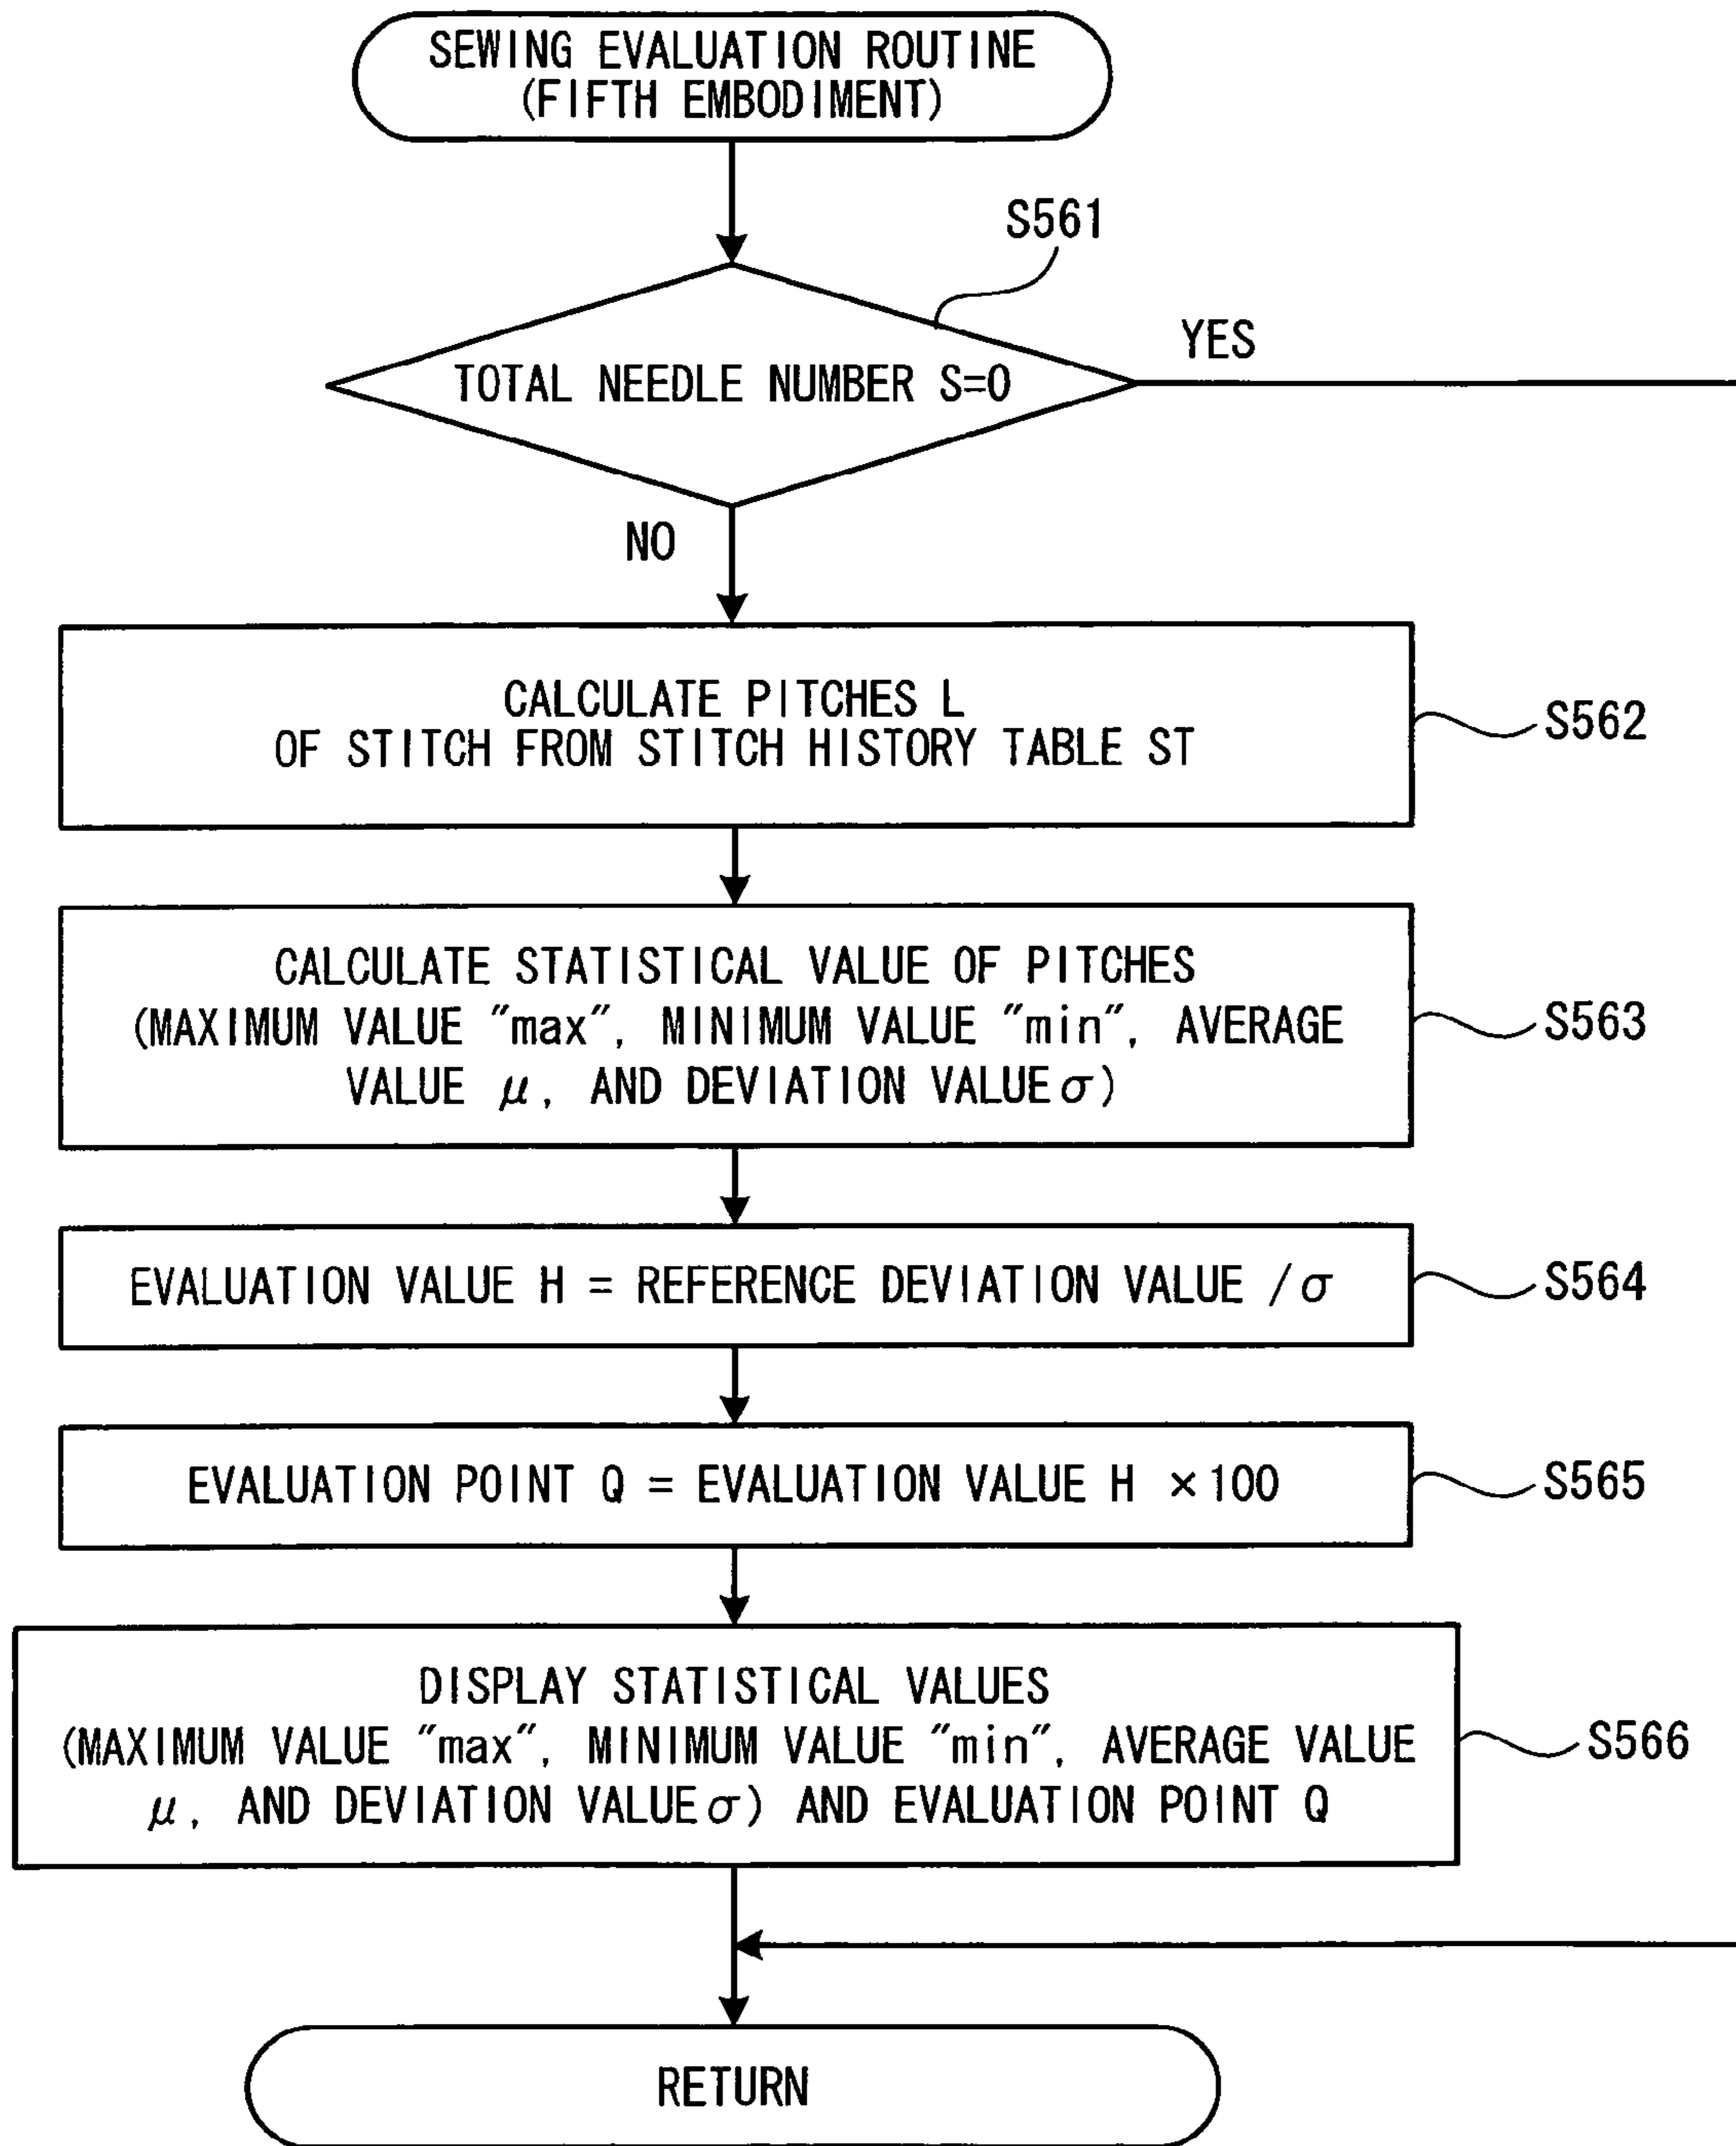 SEWING EVALUATION ROUTINE
(FIFTH EMBODIMENT)
S561
TOTAL NEEDLE NUMBER S=0
YES
NO
CALCULATE PITCHES L
OF STITCH FROM STITCH HISTORY TABLE ST
S562
CALCULATE STATISTICAL VALUE OF PITCHES
(MAXIMUM VALUE "max", MINIMUM VALUE "min", AVERAGE
VALUE μ, AND DEVIATION VALUE σ)
S563
EVALUATION VALUE H = REFERENCE DEVIATION VALUE / σ
S564
EVALUATION POINT Q = EVALUATION VALUE H × 100
S565
DISPLAY STATISTICAL VALUES
(MAXIMUM VALUE "max", MINIMUM VALUE "min", AVERAGE VALUE
μ, AND DEVIATION VALUE σ) AND EVALUATION POINT Q
S566
RETURN